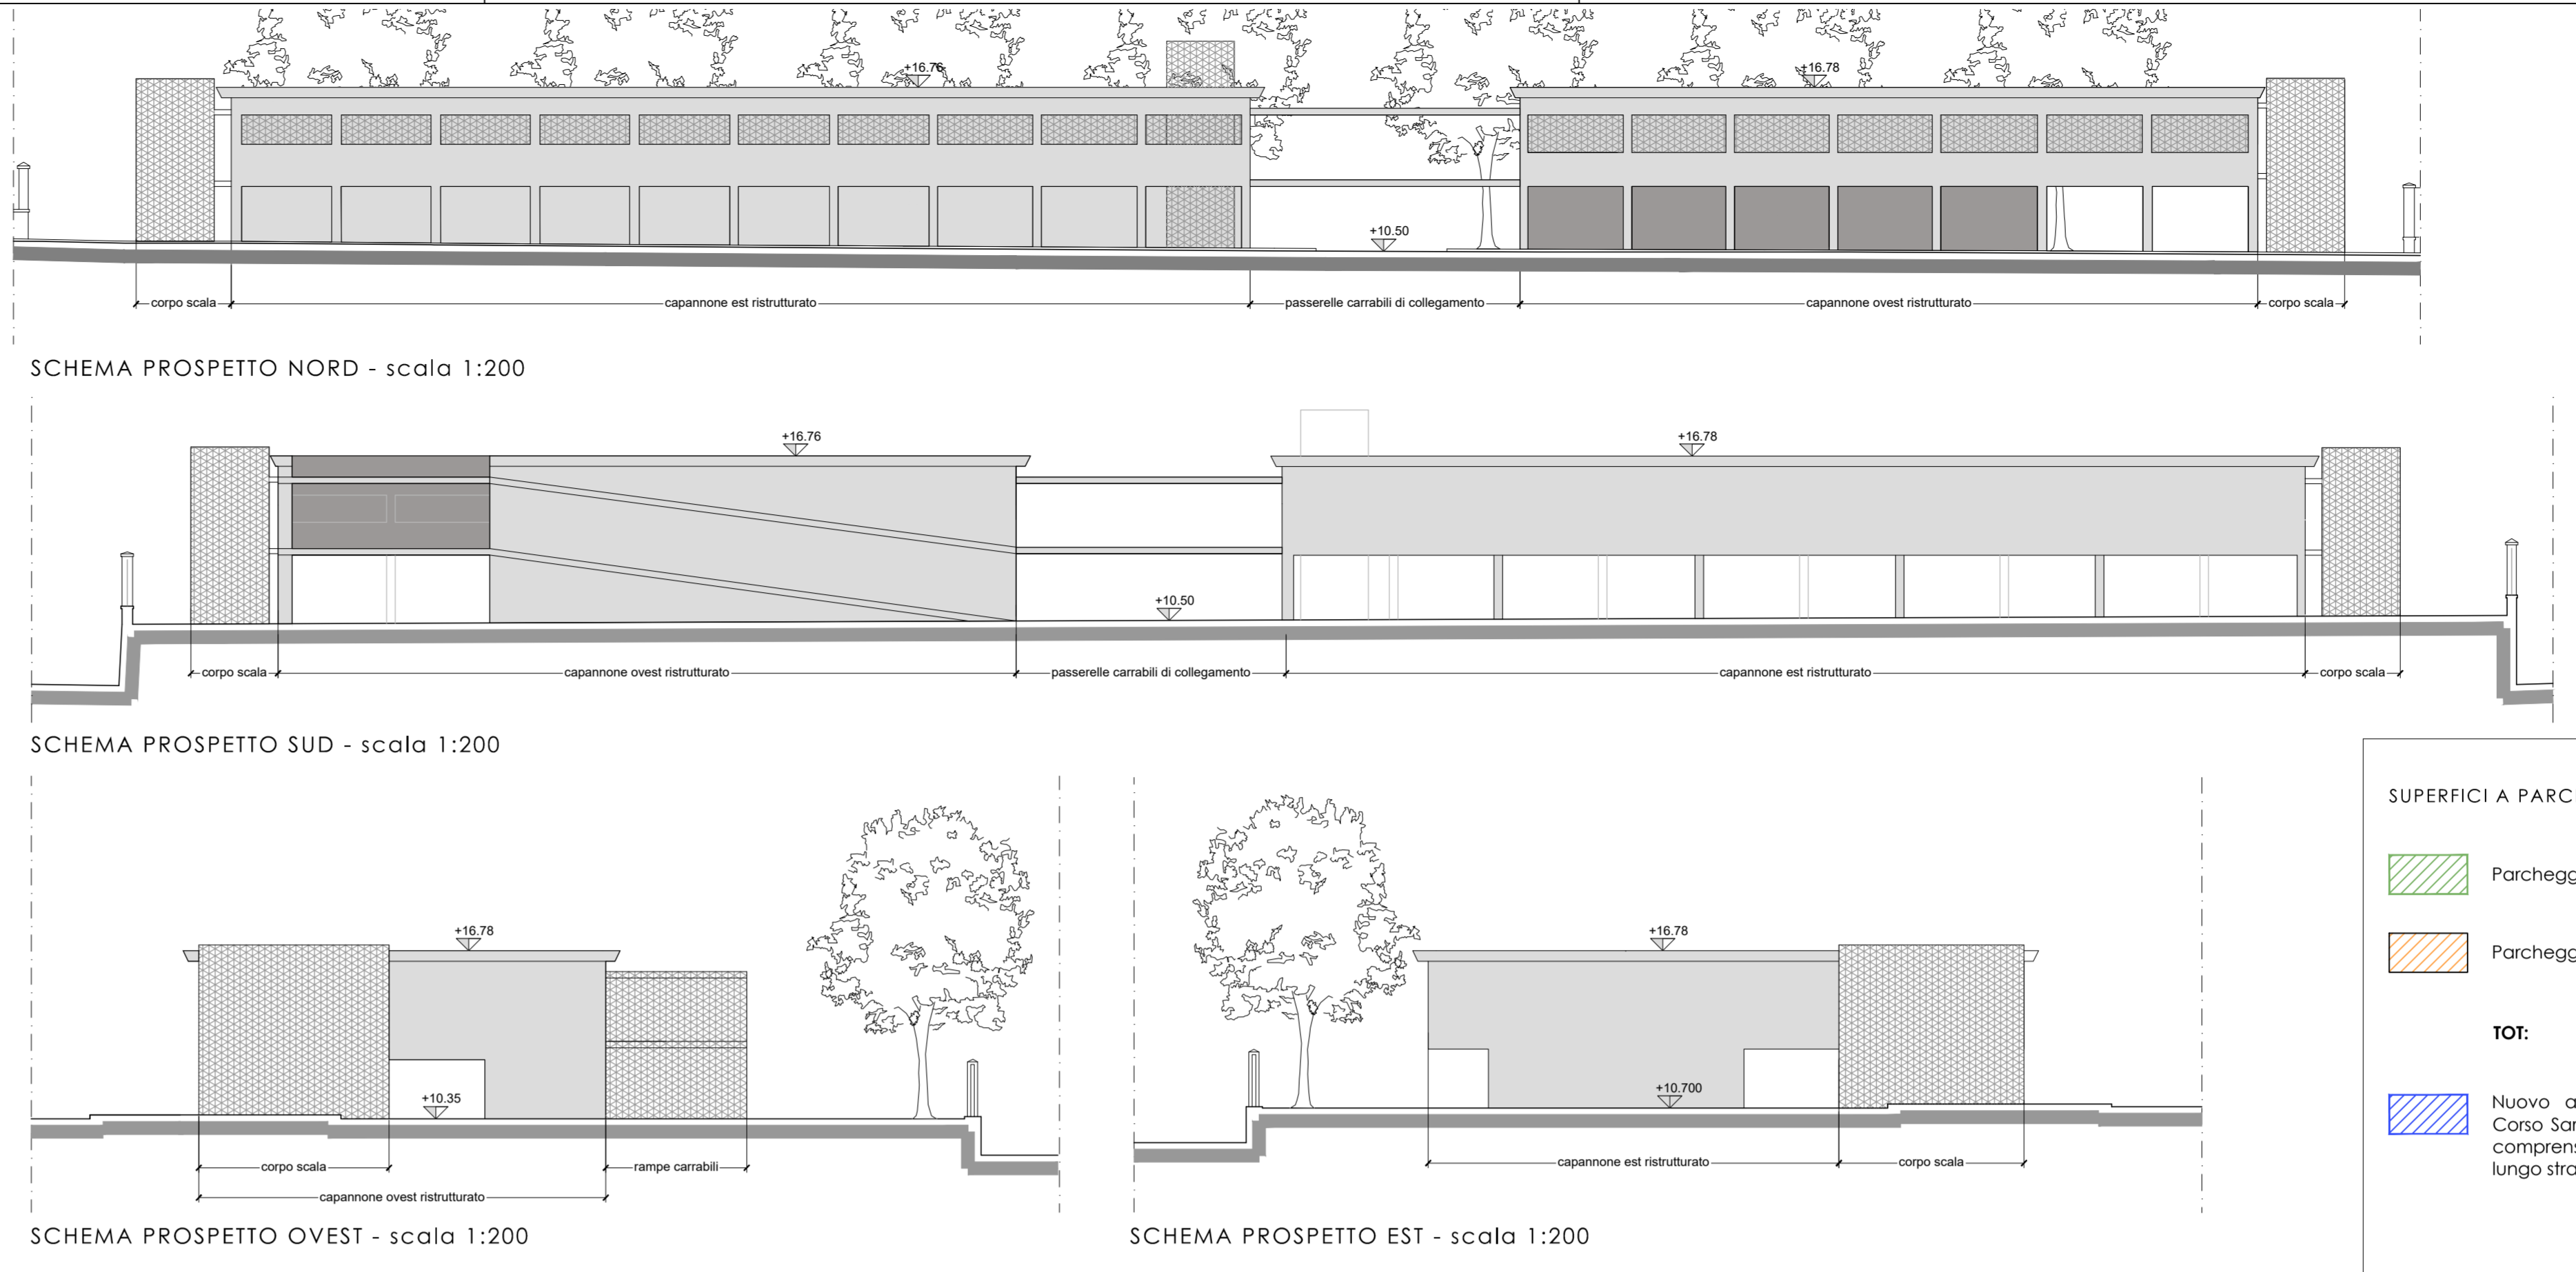 +16.76
+16.78
+10.50
corpo scala
capannone est ristrutturato
passerelle carrabili di collegamento
capannone ovest ristrutturato
corpo scala
SCHEMA PROSPETTO NORD - scala 1:200
+16.76
+16.78
+10.50
corpo scala
capannone ovest ristrutturato
passerelle carrabili di collegamento
capannone est ristrutturato
corpo scala
SCHEMA PROSPETTO SUD - scala 1:200
+16.78
+10.35
corpo scala
rampe carrabili
capannone ovest ristrutturato
SCHEMA PROSPETTO OVEST - scala 1:200
+16.78
+10.700
capannone est ristrutturato
corpo scala
SCHEMA PROSPETTO EST - scala 1:200
SUPERFICI A PARC
Parchegg
Parchegg
TOT:
Nuovo a
Corso Sar
comprens
lungo stra